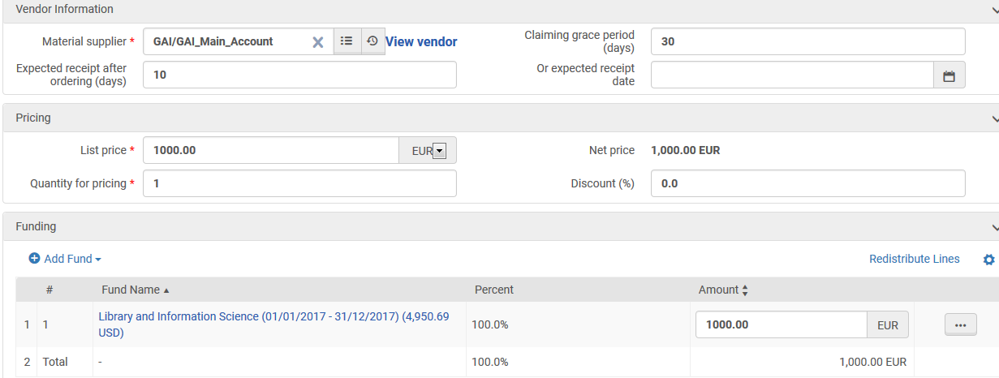 Vendor Information
Material supplier * GAI/GAI_Main_Account View vendor Claiming grace period
(days) 30
Expected receipt after
ordering (days) 10 Or expected receipt
date
Pricing
List price * 1000.00 EUR Net price 1,000.00 EUR
Quantity for pricing * 1 Discount (%) 0.0
Funding
Add Fund Redistribute Lines
# Fund Name Percent Amount
1 1 Library and Information Science (01/01/2017 - 31/12/2017) (4,950.69
USD) 100.0% 1000.00 EUR
2 Total - 100.0% 1,000.00 EUR